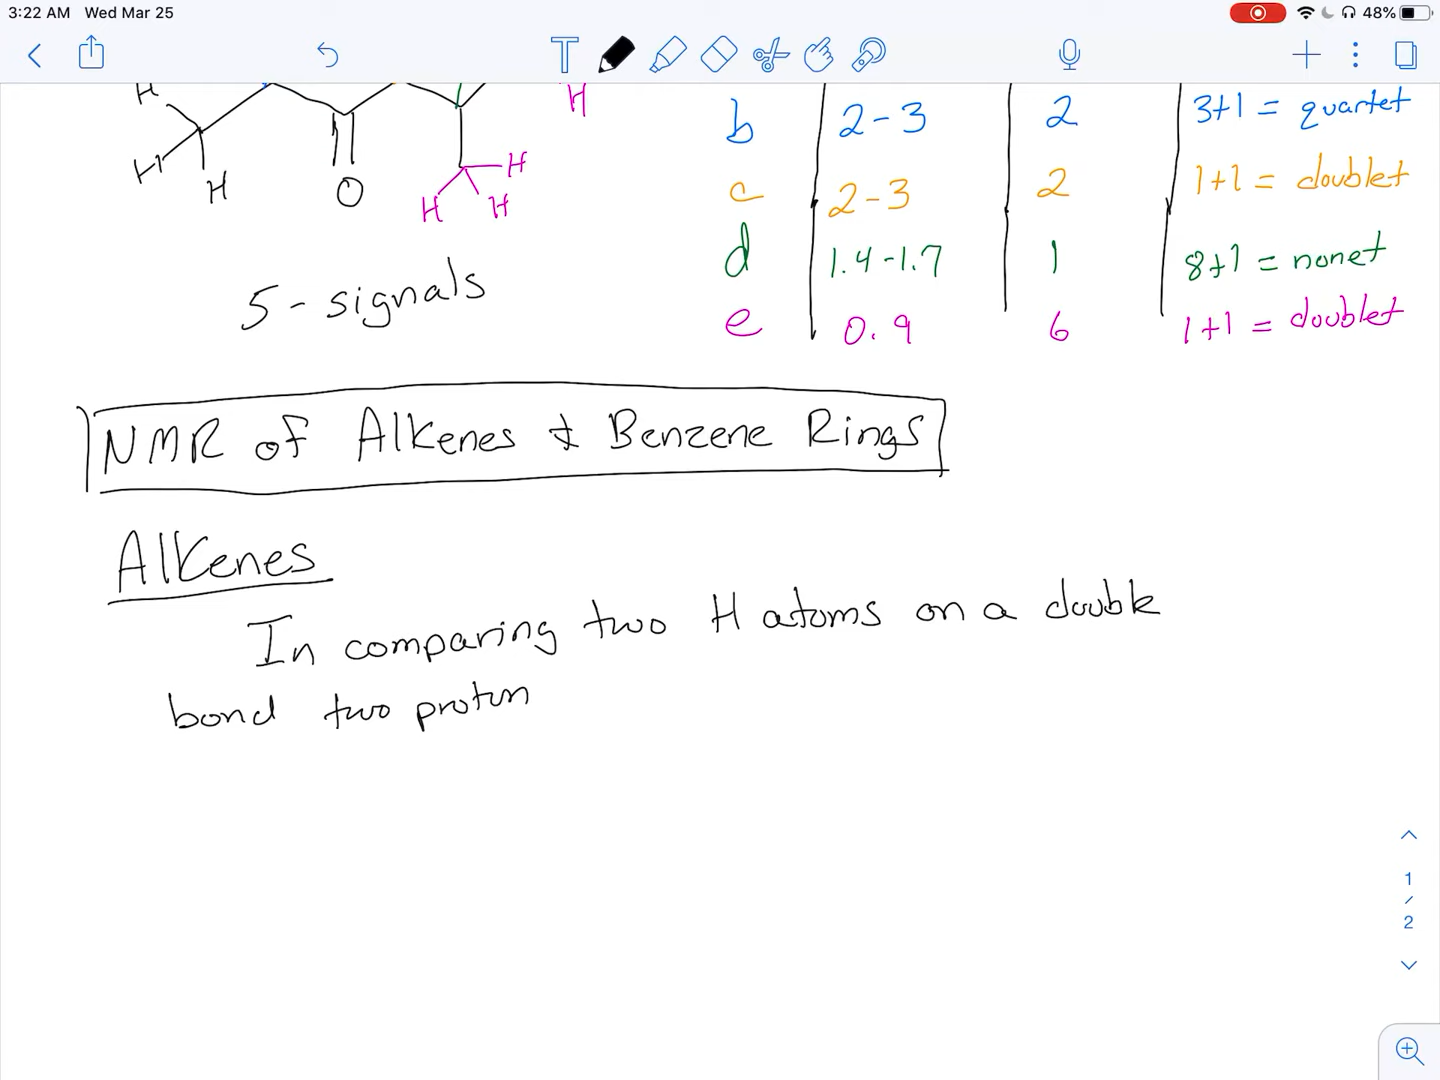 3:22 AM Wed Mar 25
48%
T
H
H
H
O
H
H
H
H
b 2-3 2 3+1 = quartet
c 2-3 2 1+1 = doublet
d 1.4-1.7 1 8+1 = nonet
e 0.9 6 1+1 = doublet
5-signals
NMR of Alkenes & Benzene Rings
Alkenes
In comparing two H atoms on a double
bond two proton
1
/
2